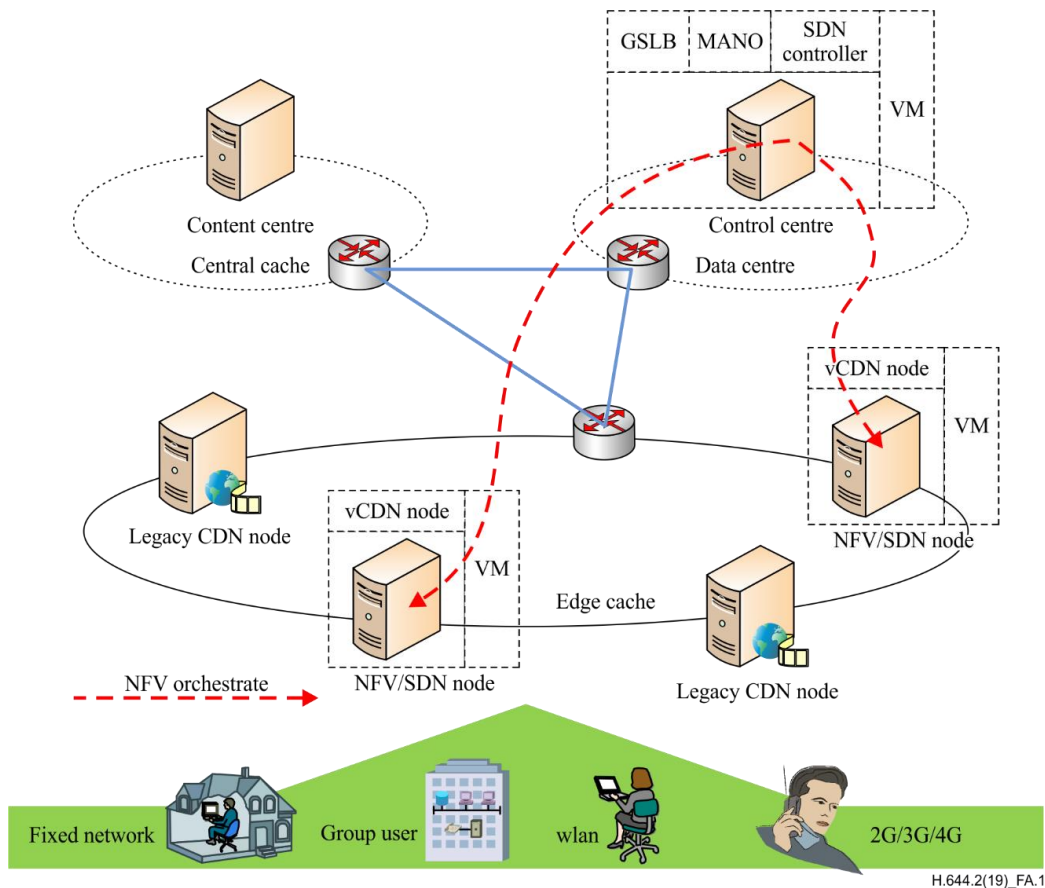 GSLB
MANO
SDN
controller
VM
Content centre
Control centre
Central cache
Data centre
vCDN node
VM
Legacy CDN node
vCDN node
NFV/SDN node
VM
Edge cache
NFV orchestrate
NFV/SDN node
Legacy CDN node
Fixed network
Group user
wlan
2G/3G/4G
H.644.2(19)_FA.1